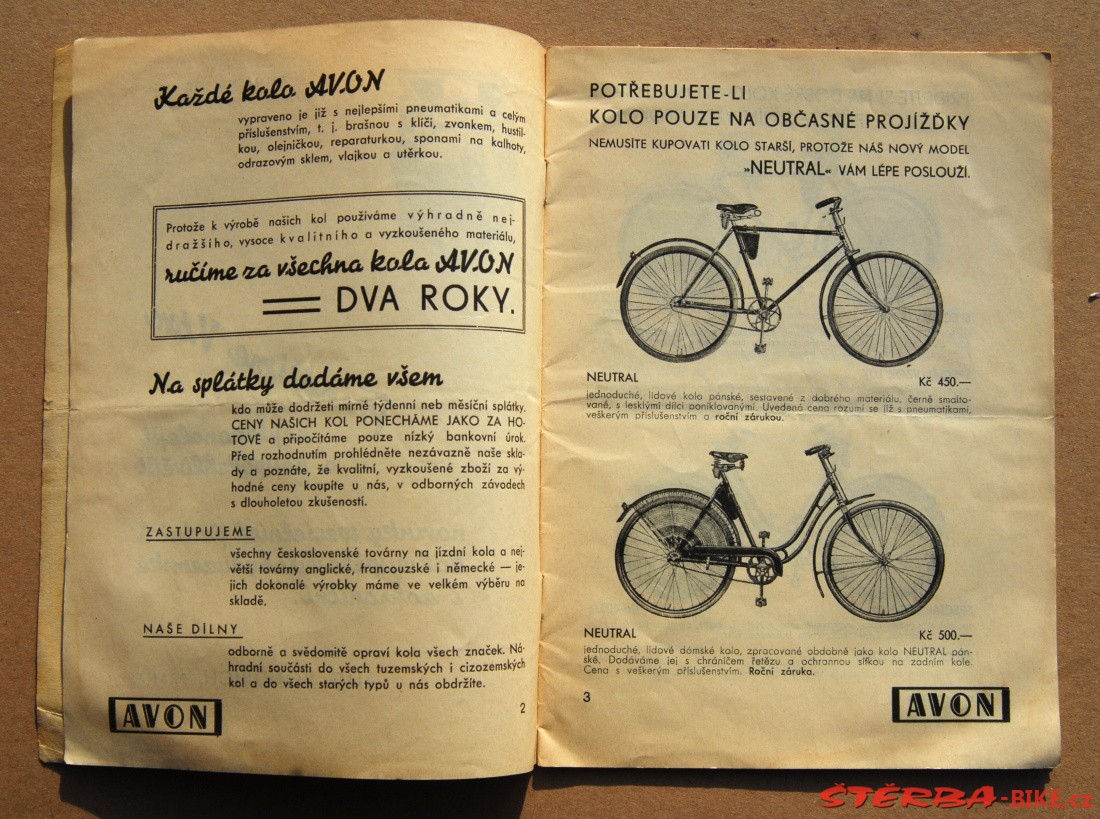 Každé kolo AVON
vypraveno je již s nejlepšími pneumatikami a celým
příslušenstvím, t. j. brašnou s klíči, zvonkem, hustil-
kou, olejničkou, reparaturkou, sponami na kalhoty,
odrazovým sklem, vlajkou a utěrkou.
Protože k výrobě našich kol používáme výhradně nej-
dražšího, vysoce kvalitního a vyzkoušeného materiálu,
ručíme za všechna kola AVON
DVA ROKY.
Na splátky dodáme všem
kdo může dodržeti mírné týdenní neb měsíční splátky.
CENY NAŠICH KOL PONECHÁME JAKO ZA HO-
TOVÉ a připočítáme pouze nízký bankovní úrok.
Před rozhodnutím prohlédněte nezávazně naše skla-
dy a poznáte, že kvalitní, vyzkoušené zboží za vý-
hodné ceny koupíte u nás, v odborných závodech
s dlouholetou zkušeností.
ZASTUPUJEME
všechny československé továrny na jízdní kola a nej-
větší továrny anglické, francouzské i německé — je-
jich dokonalé výrobky máme ve velkém výběru na
skladě.
NAŠE DÍLNY
odborně a svědomitě opraví kola všech značek. Ná-
hradní součásti do všech tuzemských i cizozemských
kol a do všech starých typů u nás obdržíte.
AVON
2
POTŘEBUJETE-LI
KOLO POUZE NA OBČASNÉ PROJÍŽĎKY
NEMUSÍTE KUPOVATI KOLO STARŠÍ, PROTOŽE NÁŠ NOVÝ MODEL
»NEUTRAL« VÁM LÉPE POSLOUŽÍ.
NEUTRAL Kč 450.—
jednoduché, lidové kolo pánské, sestavené z dobrého materiálu, černě smalto-
vané, s lesklými dílci poniklovanými. Uvedená cena rozumí se již s pneumatikami,
veškerým příslušenstvím a roční zárukou.
NEUTRAL Kč 500.—
jednoduché, lidové dámské kolo, zpracované obdobně jako kolo NEUTRAL pán-
ské. Dodáváme jej s chráničem řetězu a ochrannou síťkou na zadním kole.
Cena s veškerým příslušenstvím. Roční záruka.
3
AVON
ŠTĚRBA-BIKE.cz